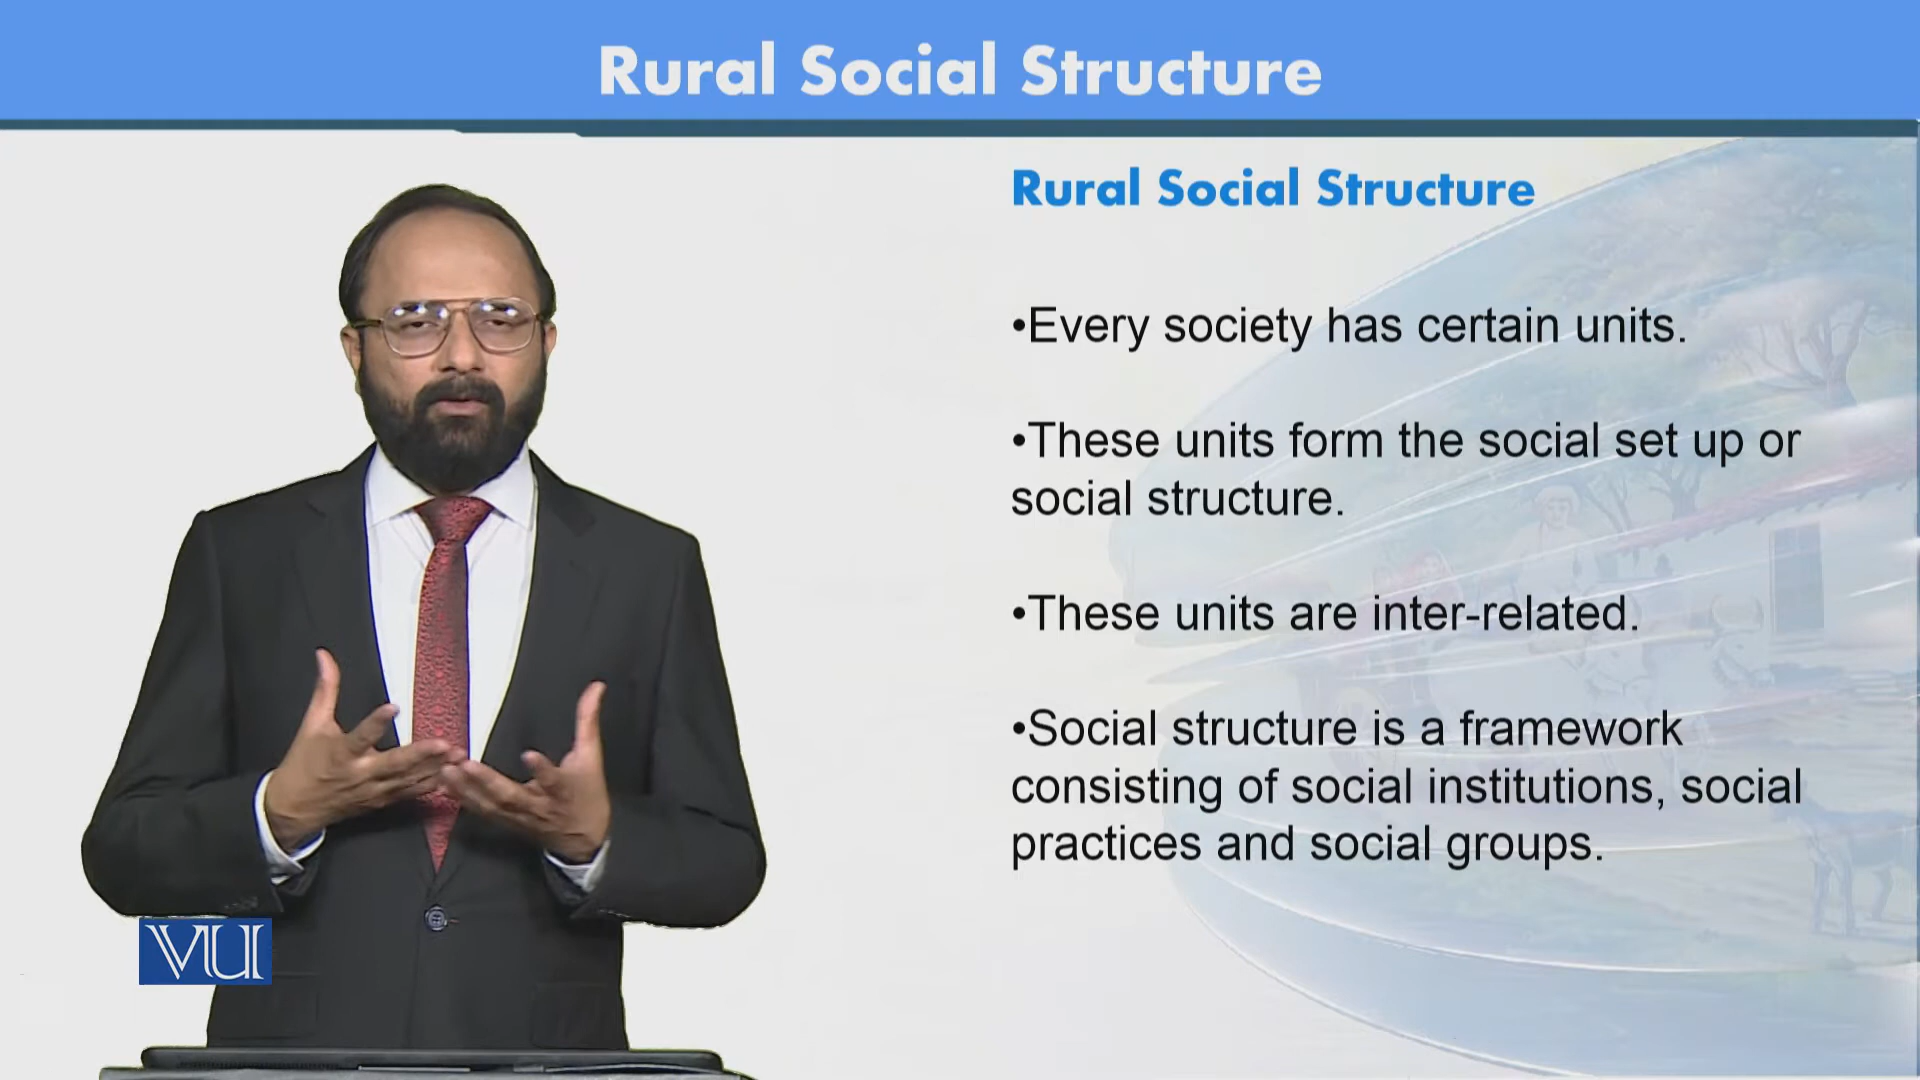 Rural Social Structure
Rural Social Structure
•Every society has certain units.
•These units form the social set up or
social structure.
•These units are inter-related.
•Social structure is a framework
consisting of social institutions, social
practices and social groups.
VU